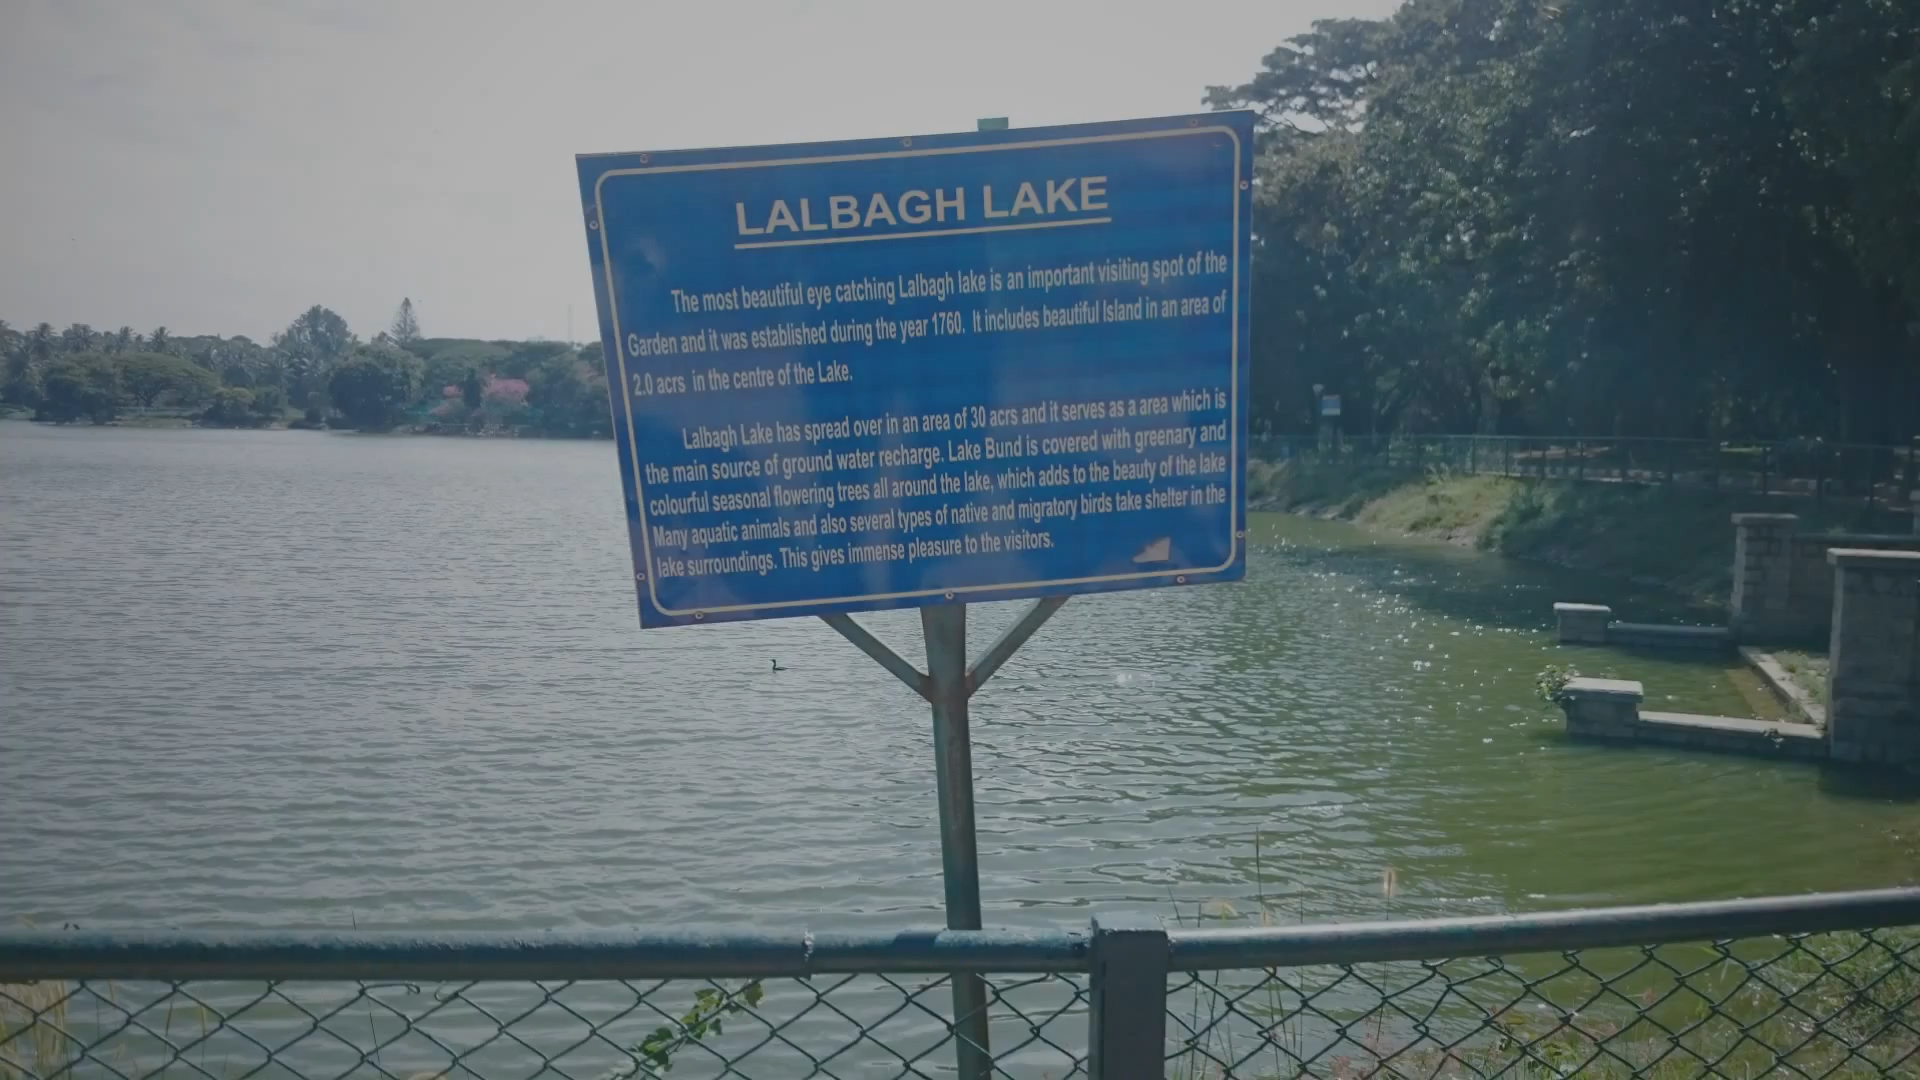 LALBAGH LAKE
The most beautiful eye catching Lalbagh lake is an important visiting spot of the
Garden and it was established during the year 1760. It includes beautiful Island in an area of
2.0 acrs in the centre of the Lake.
Lalbagh Lake has spread over in an area of 30 acrs and it serves as a area which is
the main source of ground water recharge. Lake Bund is covered with greenary and
colourful seasonal flowering trees all around the lake, which adds to the beauty of the lake
Many aquatic animals and also several types of native and migratory birds take shelter in the
lake surroundings. This gives immense pleasure to the visitors.